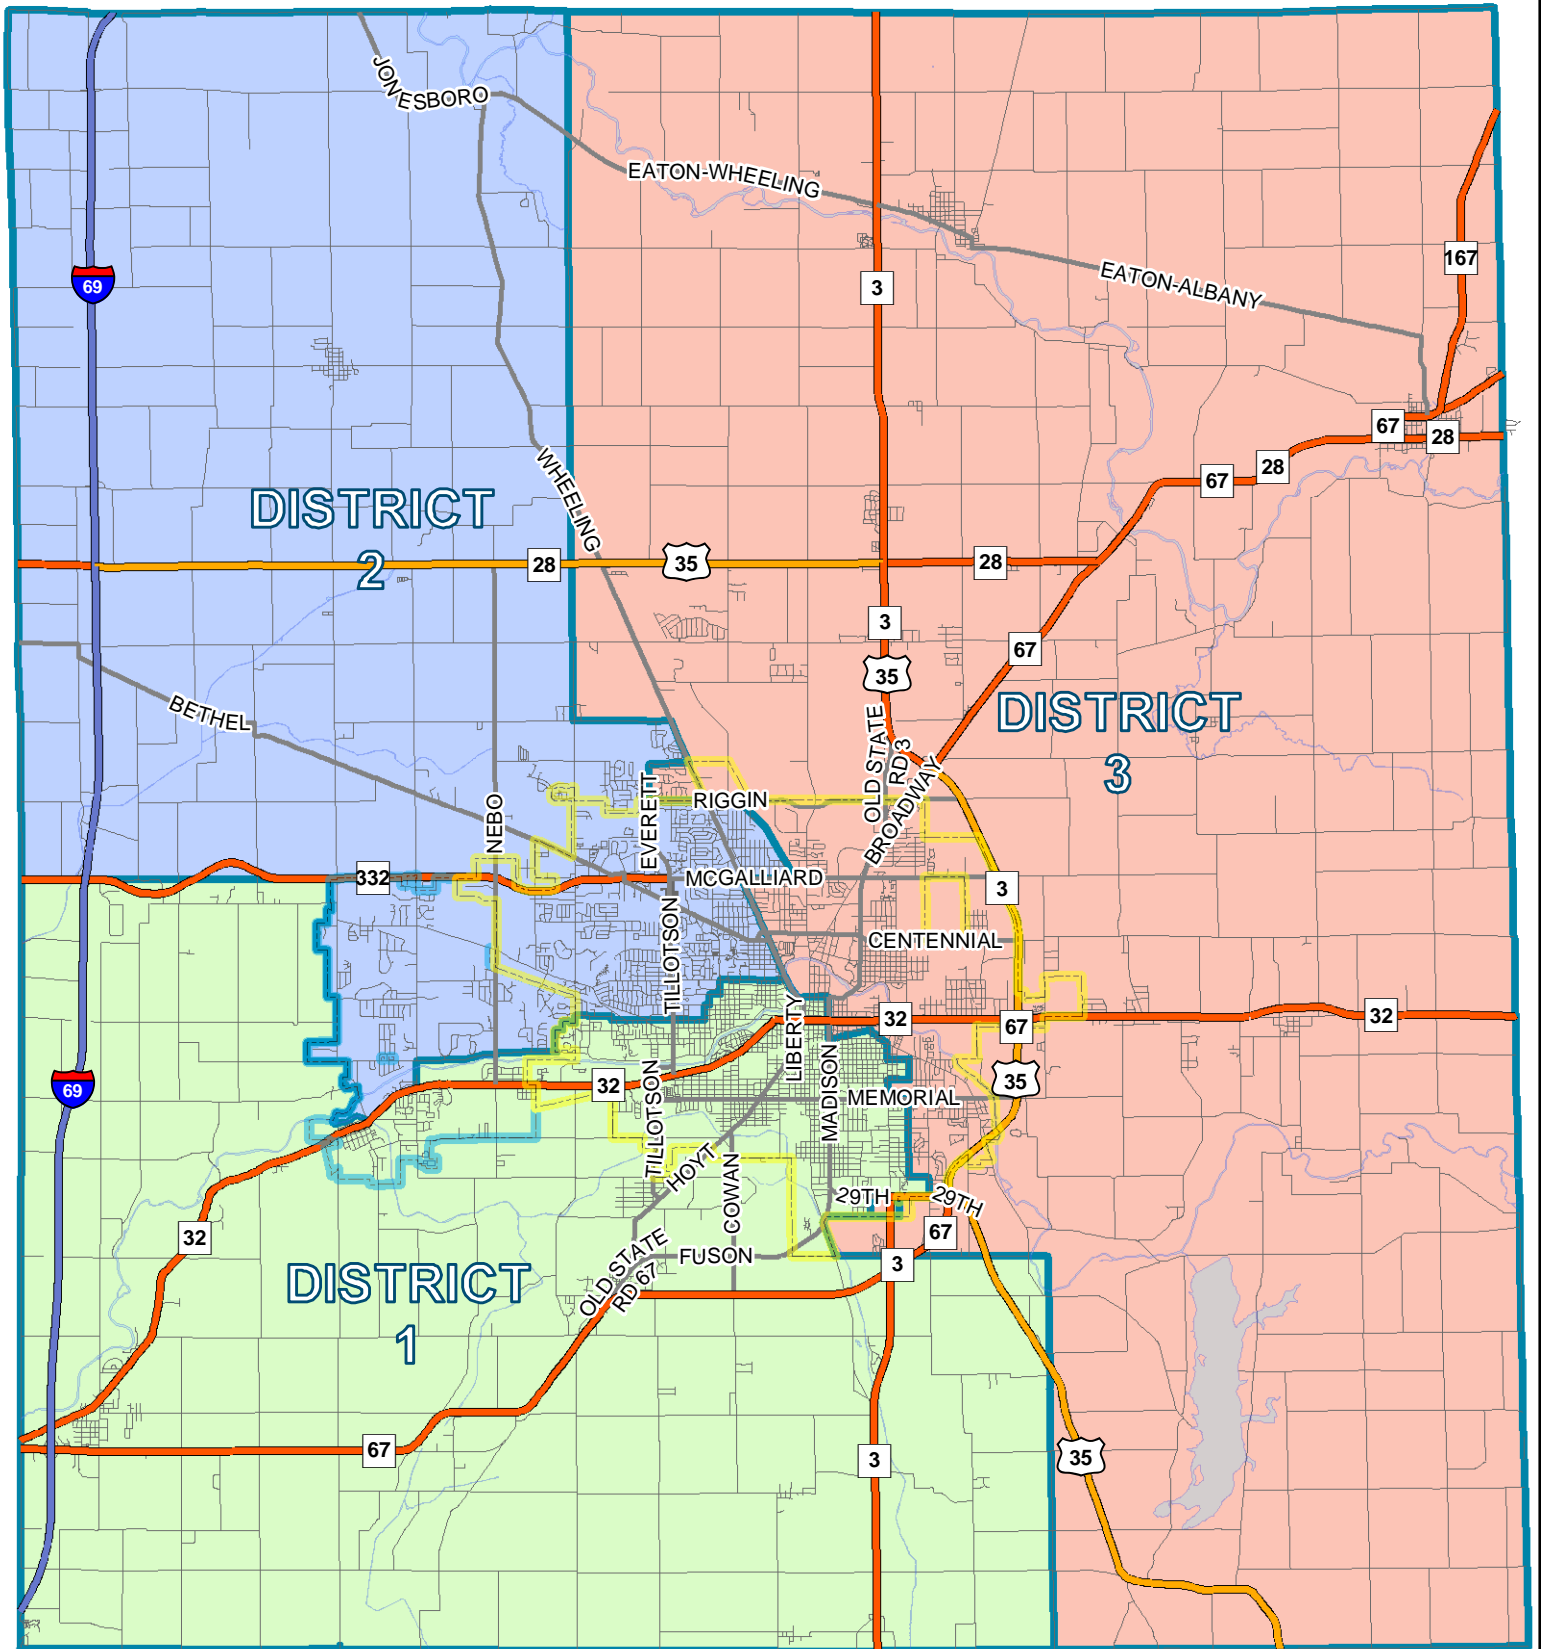 JONESBORO
EATON-WHEELING
EATON-ALBANY
167
69
3
67
28
28
67
WHEELING
DISTRICT
2
28
35
28
3
67
35
DISTRICT
3
BETHEL
OLD STATE
RD 3
BROADWAY
NEBO
EVERETT
RIGGIN
332
MCGALLIARD
3
TILLOTSON
CENTENNIAL
LIBERTY
32
67
32
69
32
TILLOTSON
MADISON
MEMORIAL
35
HOYT
COWAN
29TH
29TH
32
67
OLD STATE
RD 67
FUSON
3
DISTRICT
1
67
3
35